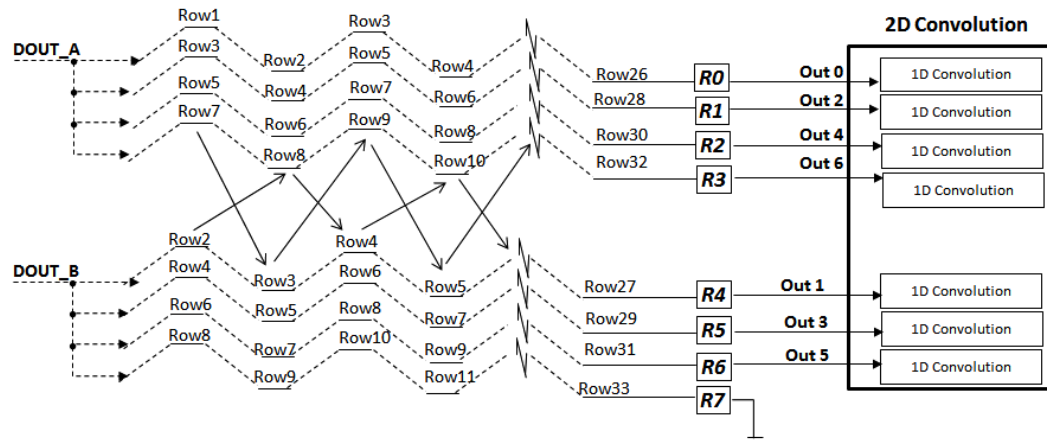 2D Convolution
DOUT_A
Row1 Row2 Row3 Row4 Row26 R0 Out 0 1D Convolution
Row3 Row4 Row5 Row6 Row28 R1 Out 2 1D Convolution
Row5 Row6 Row7 Row8 Row30 R2 Out 4 1D Convolution
Row7 Row8 Row9 Row10 Row32 R3 Out 6 1D Convolution
DOUT_B
Row2 Row3 Row4 Row5 Row27 R4 Out 1 1D Convolution
Row4 Row5 Row6 Row7 Row29 R5 Out 3 1D Convolution
Row6 Row7 Row8 Row9 Row31 R6 Out 5 1D Convolution
Row8 Row9 Row10 Row11 Row33 R7